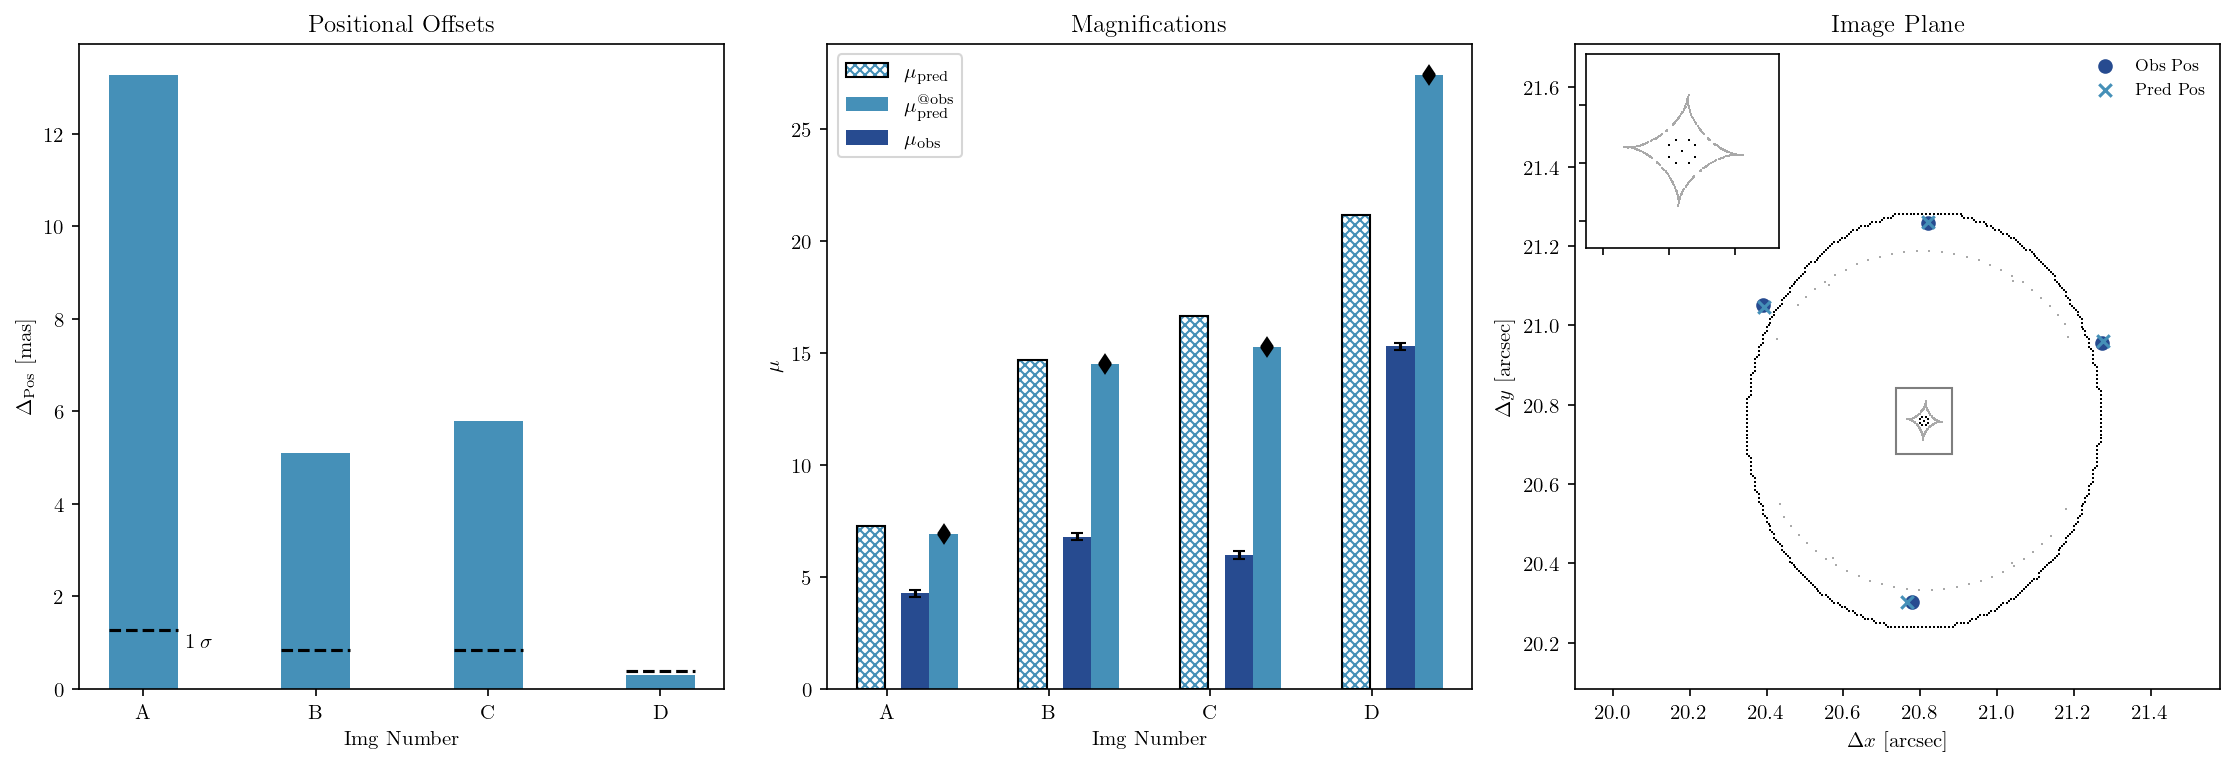 Positional Offsets
12
10
8
6
4
2
0
Δ_Pos [mas]
1 σ
A B C D
Img Number
Magnifications
μ_pred
μ_pred^@obs
μ_obs
25
20
15
10
5
0
μ
A B C D
Img Number
Image Plane
Obs Pos
Pred Pos
21.6
21.4
21.2
21.0
20.8
20.6
20.4
20.2
Δy [arcsec]
20.0 20.2 20.4 20.6 20.8 21.0 21.2 21.4
Δx [arcsec]